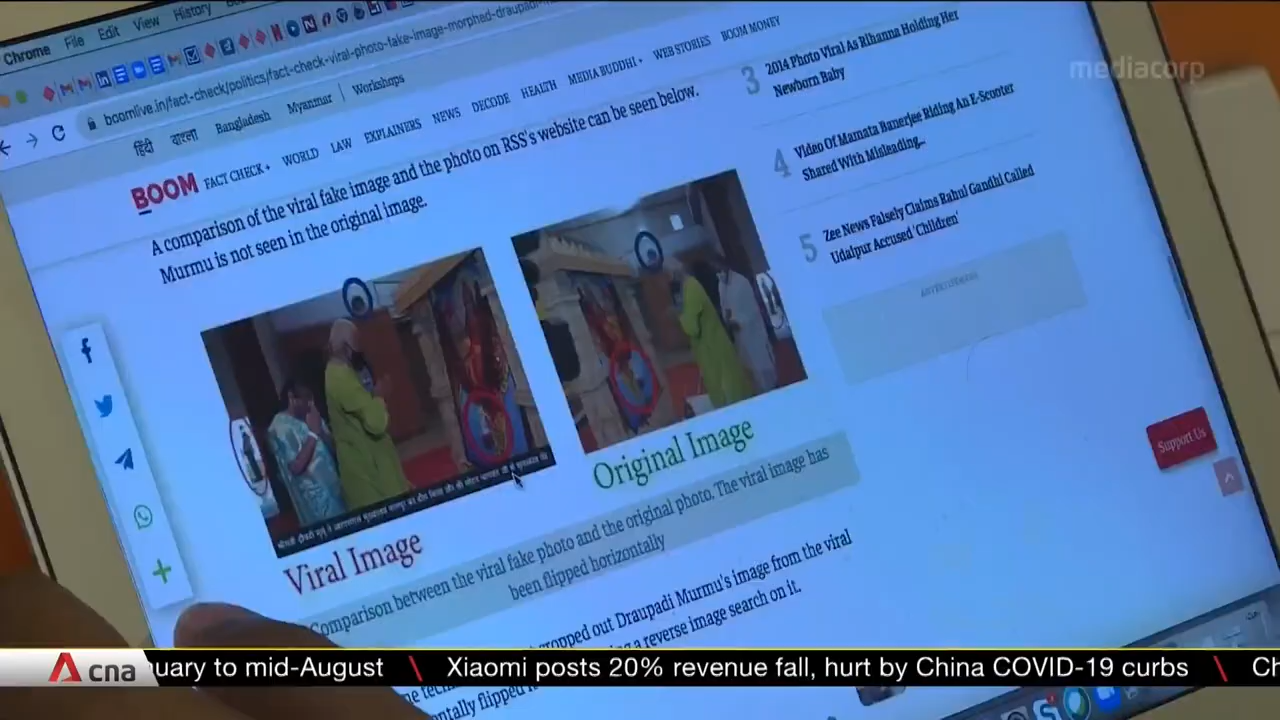 Chrome File Edit View History
mediacorp
boomlive.in/fact-check/politics/fact-check-viral-photo-fake-image-morphed-draupadi-
हिंदी বাংলা Bangladesh Myanmar Workshops
BOOM FACT CHECK+ WORLD LAW EXPLAINERS NEWS DECODE HEALTH MEDIA BUDDHI+ WEB STORIES BOOM MONEY
A comparison of the viral fake image and the photo on RSS's website can be seen below.
Murmu is not seen in the original image.
3 2014 Photo Viral As Rihanna Holding Her
Newborn Baby
4 Video Of Mamata Banerjee Riding An E-Scooter
Shared With Misleading...
5 Zee News Falsely Claims Rahul Gandhi Called
Udaipur Accused 'Children'
ADVERTISEMENT
Support Us
Viral Image
Original Image
Comparison between the viral fake photo and the original photo. The viral image has
been flipped horizontally
cropped out Draupadi Murmu's image from the viral
a reverse image search on it.
cna
uary to mid-August \ Xiaomi posts 20% revenue fall, hurt by China COVID-19 curbs \ Ch